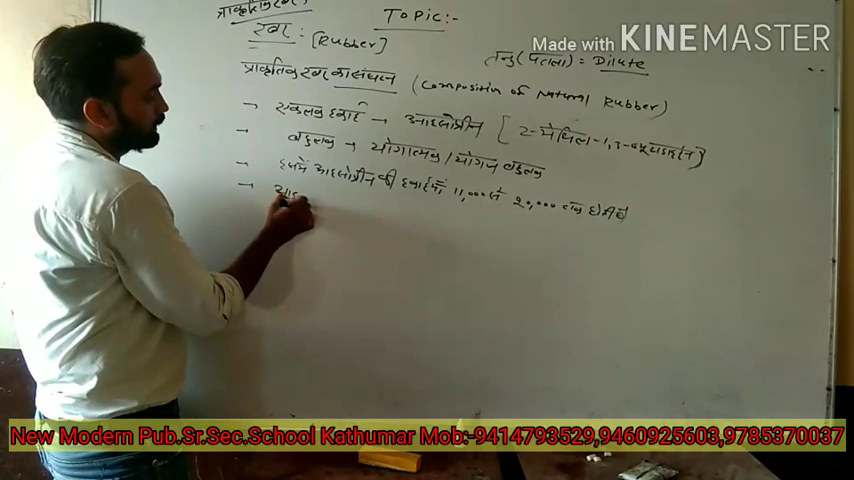 प्राकृतिक रबर
Topic:-
रबर : [Rubber]
तनु (पतला) = Dilute
Made with KINEMASTER
प्राकृतिक रबर का संघटन (Composition of Natural Rubber)
→ एकलक इकाई → आइसोप्रीन [2-मेथिल-1,3-ब्यूटाडाईन]
→ बहुलक → योगात्मक / योगज बहुलक
→ इसमें आइसोप्रीन की इकाईयाँ 11,000 से 20,000 तक होती है
→ आइ
New Modern Pub.Sr.Sec.School Kathumar Mob:-9414793529,9460925603,9785370037